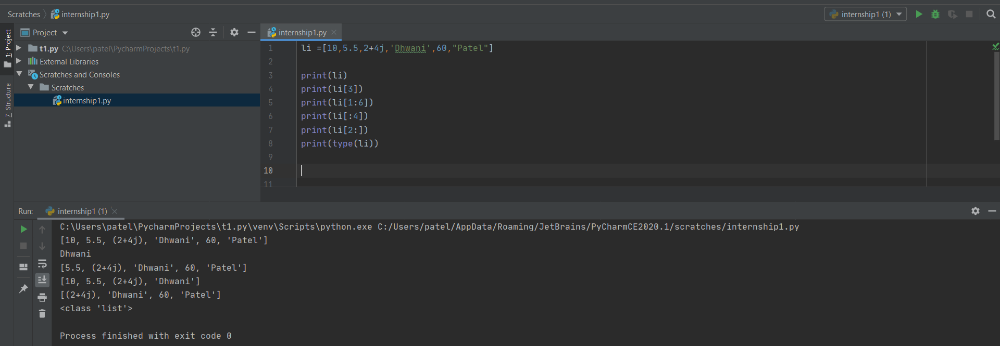 Scratches internship1.py internship1 (1)
1: Project
7: Structure
Project
t1.py C:\Users\patel\PycharmProjects\t1.py
External Libraries
Scratches and Consoles
Scratches
internship1.py
internship1.py
1 li =[10,5.5,2+4j,'Dhwani',60,"Patel"]
2
3 print(li)
4 print(li[3])
5 print(li[1:6])
6 print(li[:4])
7 print(li[2:])
8 print(type(li))
9
10
11
Run: internship1 (1)
C:\Users\patel\PycharmProjects\t1.py\venv\Scripts\python.exe C:/Users/patel/AppData/Roaming/JetBrains/PyCharmCE2020.1/scratches/internship1.py
[10, 5.5, (2+4j), 'Dhwani', 60, 'Patel']
Dhwani
[5.5, (2+4j), 'Dhwani', 60, 'Patel']
[10, 5.5, (2+4j), 'Dhwani']
[(2+4j), 'Dhwani', 60, 'Patel']
<class 'list'>
Process finished with exit code 0